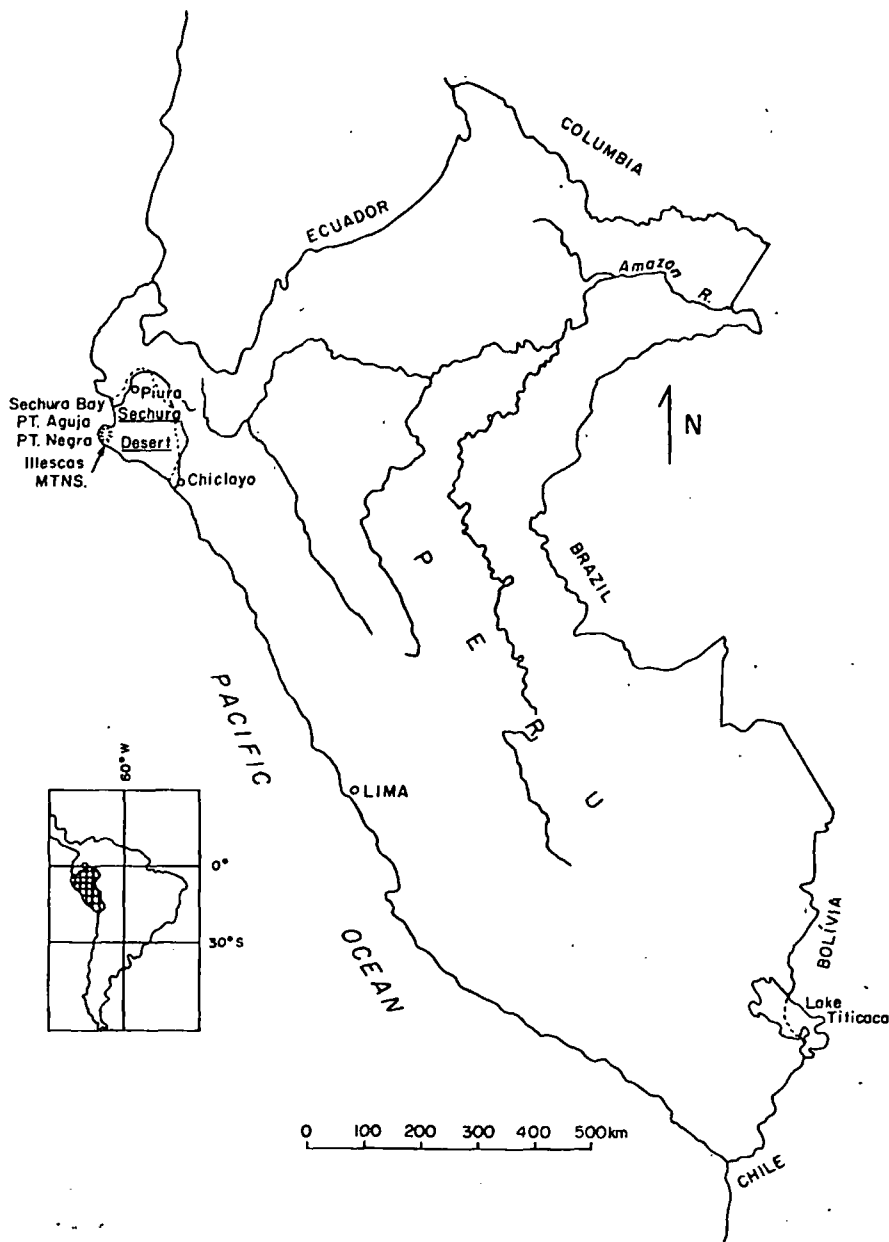 COLUMBIA
ECUADOR
Amazon
R.
Piura
Sechura Bay
Sechura
PT. Aguja
PT. Negra
Desert
Illescas
MTNS.
Chiclayo
N
P
E
R
U
BRAZIL
PACIFIC
OCEAN
LIMA
60°W
0°
30°S
BOLÍVIA
Lake
Titicaca
0 100 200 300 400 500km
CHILE